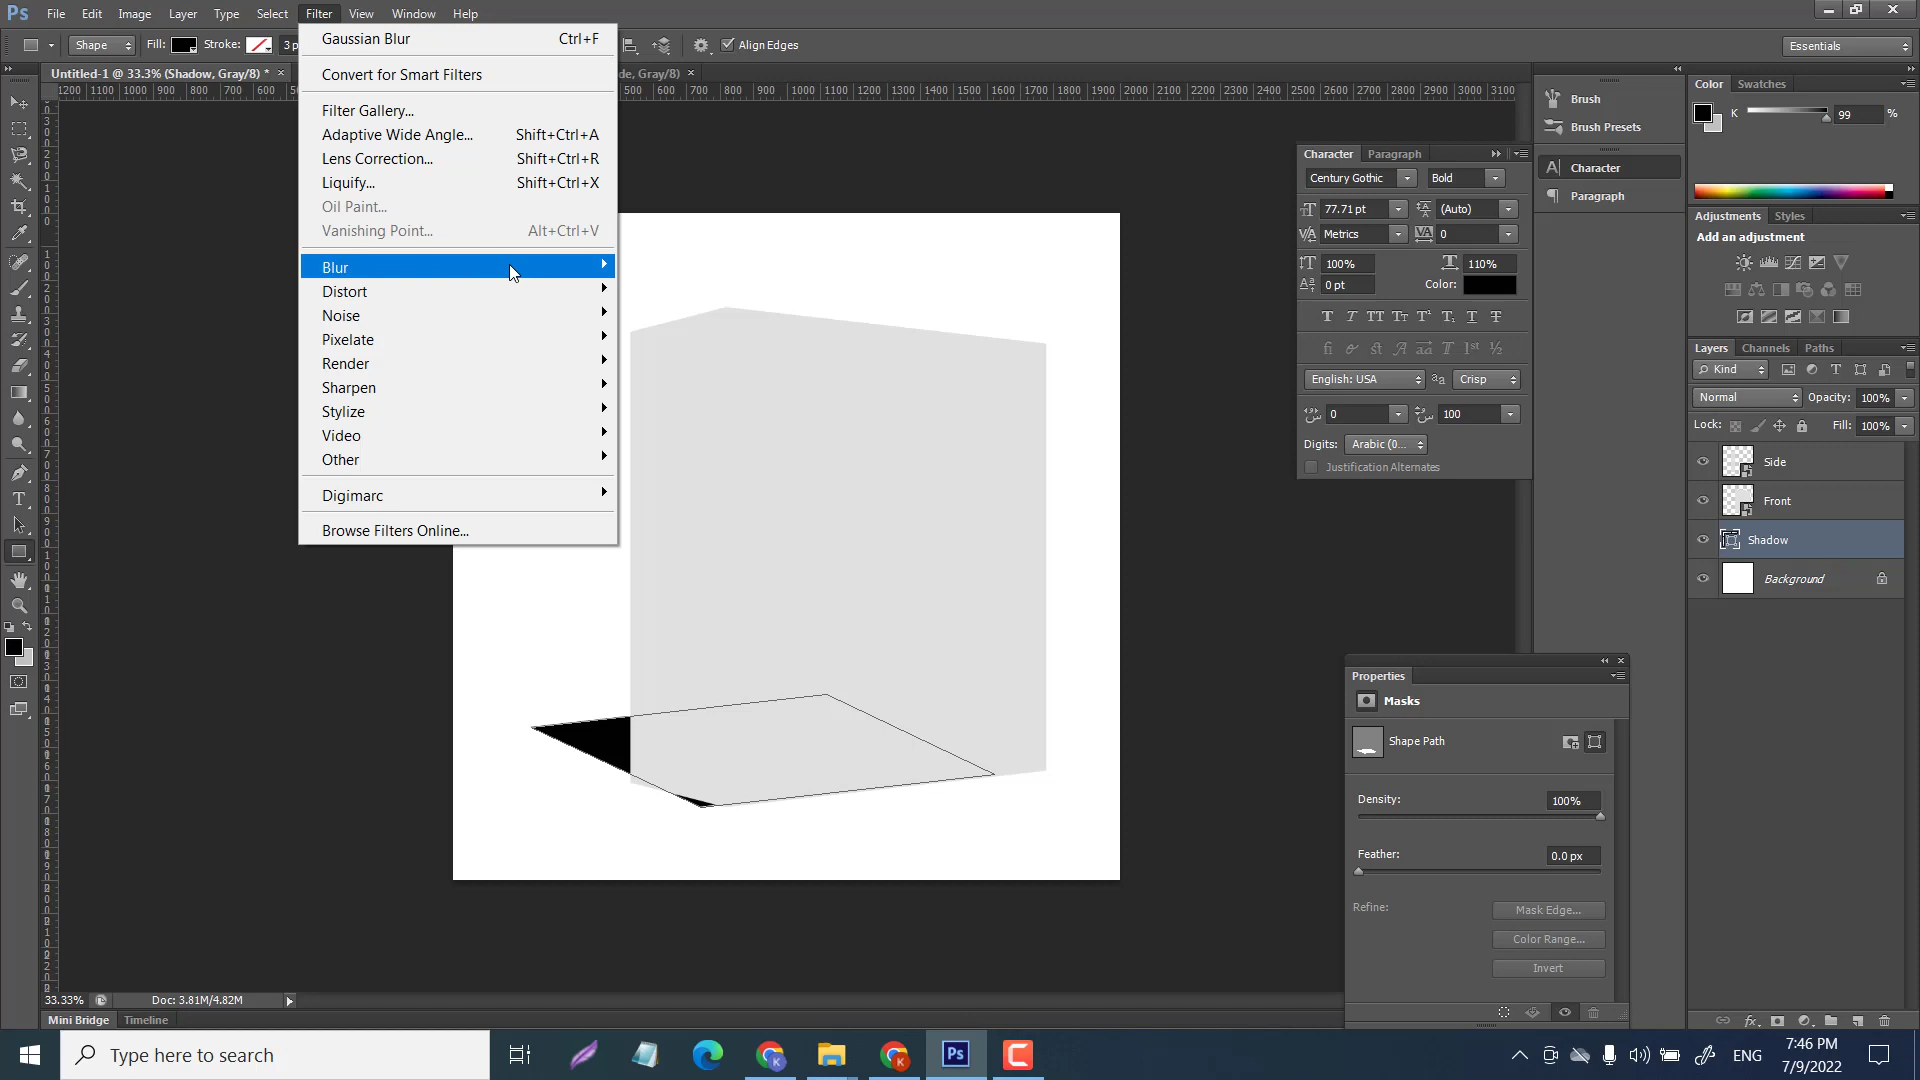 Ps File Edit Image Layer Type Select Filter View Window Help
Shape Fill: Stroke: 3 p Align Edges Essentials
Untitled-1 @ 33.3% (Shadow, Gray/8) * × de, Gray/8) ×
1200 1100 1000 900 800 700 600 500 600 700 800 900 1000 1100 1200 1300 1400 1500 1600 1700 1800 1900 2000 2100 2200 2300 2400 2500 2600 2700 2800 2900 3000 3100
Gaussian Blur Ctrl+F
Convert for Smart Filters
Filter Gallery...
Adaptive Wide Angle... Shift+Ctrl+A
Lens Correction... Shift+Ctrl+R
Liquify... Shift+Ctrl+X
Oil Paint...
Vanishing Point... Alt+Ctrl+V
Blur
Distort
Noise
Pixelate
Render
Sharpen
Stylize
Video
Other
Digimarc
Browse Filters Online...
Character Paragraph
Century Gothic Bold
77.71 pt (Auto)
Metrics 0
100% 110%
0 pt Color:
English: USA Crisp
0 100
Digits: Arabic (0...
Justification Alternates
Brush
Brush Presets
Character
Paragraph
Color Swatches
K 99 %
Adjustments Styles
Add an adjustment
Layers Channels Paths
Kind
Normal Opacity: 100%
Lock: Fill: 100%
Side
Front
Shadow
Background
Properties
Masks
Shape Path
Density: 100%
Feather: 0.0 px
Refine: Mask Edge...
Color Range...
Invert
33.33% Doc: 3.81M/4.82M
Mini Bridge Timeline
Type here to search
Ps
ENG
7:46 PM
7/9/2022